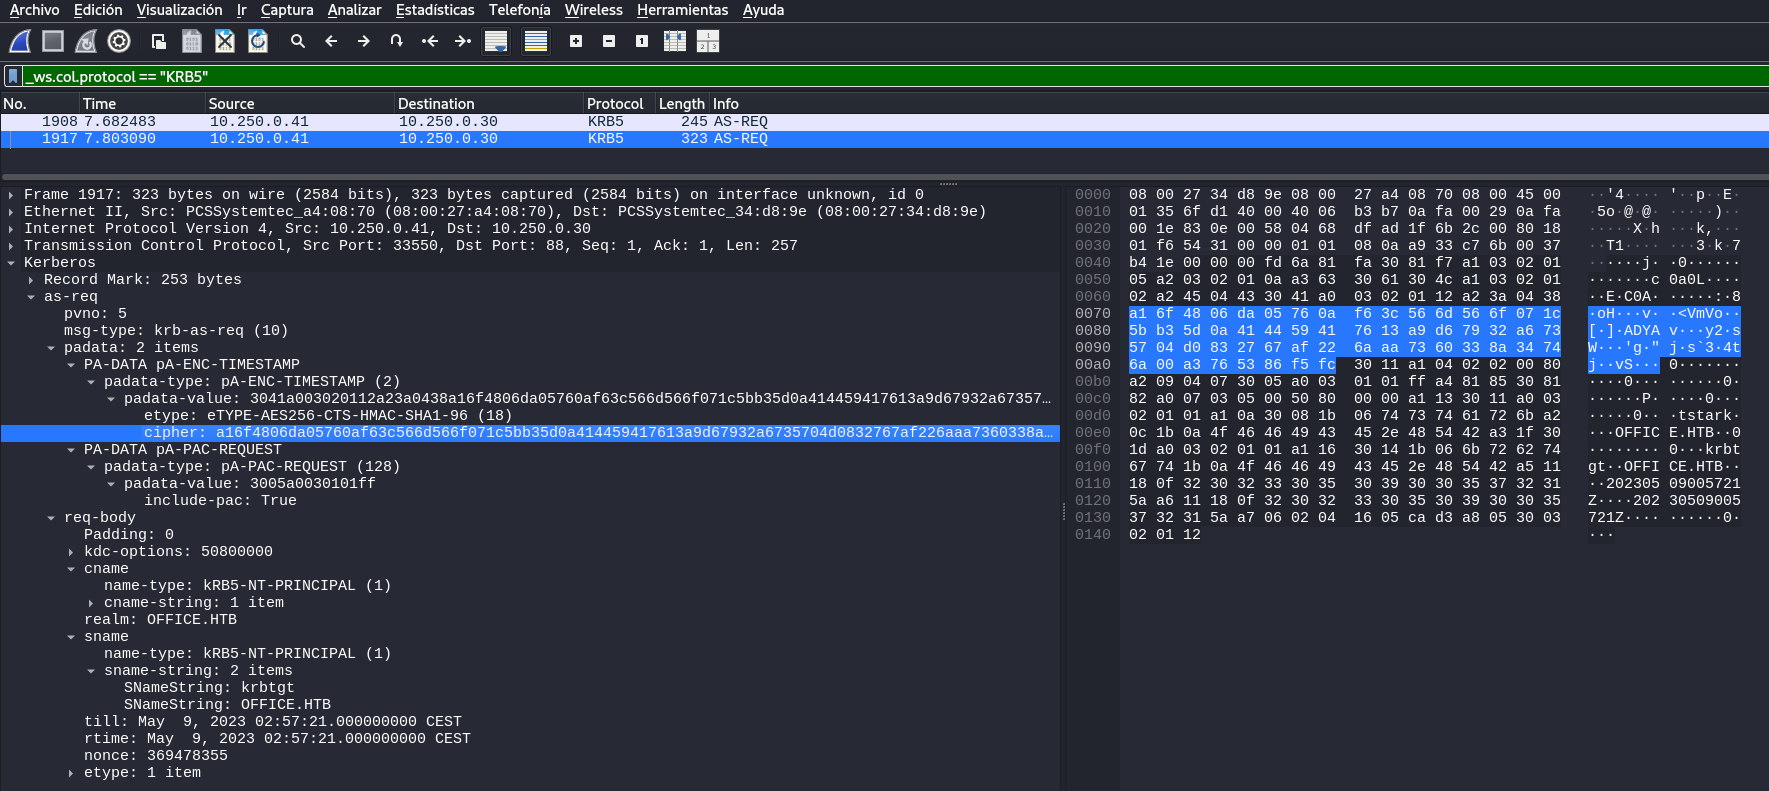 Archivo Edición Visualización Ir Captura Analizar Estadísticas Telefonía Wireless Herramientas Ayuda
_ws.col.protocol == "KRB5"
No. Time Source Destination Protocol Length Info
1908 7.682483 10.250.0.41 10.250.0.30 KRB5 245 AS-REQ
1917 7.803090 10.250.0.41 10.250.0.30 KRB5 323 AS-REQ
Frame 1917: 323 bytes on wire (2584 bits), 323 bytes captured (2584 bits) on interface unknown, id 0
Ethernet II, Src: PCSSystemtec_a4:08:70 (08:00:27:a4:08:70), Dst: PCSSystemtec_34:d8:9e (08:00:27:34:d8:9e)
Internet Protocol Version 4, Src: 10.250.0.41, Dst: 10.250.0.30
Transmission Control Protocol, Src Port: 33550, Dst Port: 88, Seq: 1, Ack: 1, Len: 257
Kerberos
Record Mark: 253 bytes
as-req
pvno: 5
msg-type: krb-as-req (10)
padata: 2 items
PA-DATA pA-ENC-TIMESTAMP
padata-type: pA-ENC-TIMESTAMP (2)
padata-value: 3041a003020112a23a0438a16f4806da05760af63c566d566f071c5bb35d0a414459417613a9d67932a67357…
etype: eTYPE-AES256-CTS-HMAC-SHA1-96 (18)
cipher: a16f4806da05760af63c566d566f071c5bb35d0a414459417613a9d67932a6735704d0832767af226aaa7360338a…
PA-DATA pA-PAC-REQUEST
padata-type: pA-PAC-REQUEST (128)
padata-value: 3005a0030101ff
include-pac: True
req-body
Padding: 0
kdc-options: 50800000
cname
name-type: kRB5-NT-PRINCIPAL (1)
cname-string: 1 item
realm: OFFICE.HTB
sname
name-type: kRB5-NT-PRINCIPAL (1)
sname-string: 2 items
SNameString: krbtgt
SNameString: OFFICE.HTB
till: May  9, 2023 02:57:21.000000000 CEST
rtime: May  9, 2023 02:57:21.000000000 CEST
nonce: 369478355
etype: 1 item
0000 08 00 27 34 d8 9e 08 00 27 a4 08 70 08 00 45 00 ··'4···· '··p··E·
0010 01 35 6f d1 40 00 40 06 b3 b7 0a fa 00 29 0a fa ·5o·@·@· ·····)··
0020 00 1e 83 0e 00 58 04 68 df ad 1f 6b 2c 00 80 18 ·····X·h ···k,···
0030 01 f6 54 31 00 00 01 01 08 0a a9 33 c7 6b 00 37 ··T1···· ···3·k·7
0040 b4 1e 00 00 00 fd 6a 81 fa 30 81 f7 a1 03 02 01 ······j· ·0······
0050 05 a2 03 02 01 0a a3 63 30 61 30 4c a1 03 02 01 ·······c 0a0L····
0060 02 a2 45 04 43 30 41 a0 03 02 01 12 a2 3a 04 38 ··E·C0A· ·····:·8
0070 a1 6f 48 06 da 05 76 0a f6 3c 56 6d 56 6f 07 1c ·oH···v· ·<VmVo··
0080 5b b3 5d 0a 41 44 59 41 76 13 a9 d6 79 32 a6 73 [·]·ADYA v···y2·s
0090 57 04 d0 83 27 67 af 22 6a aa 73 60 33 8a 34 74 W···'g·" j·s`3·4t
00a0 6a 00 a3 76 53 86 f5 fc 30 11 a1 04 02 02 00 80 j··vS··· 0·······
00b0 a2 09 04 07 30 05 a0 03 01 01 ff a4 81 85 30 81 ····0··· ······0·
00c0 82 a0 07 03 05 00 50 80 00 00 a1 13 30 11 a0 03 ······P· ····0···
00d0 02 01 01 a1 0a 30 08 1b 06 74 73 74 61 72 6b a2 ·····0·· ·tstark·
00e0 0c 1b 0a 4f 46 46 49 43 45 2e 48 54 42 a3 1f 30 ···OFFIC E.HTB··0
00f0 1d a0 03 02 01 01 a1 16 30 14 1b 06 6b 72 62 74 ········ 0···krbt
0100 67 74 1b 0a 4f 46 46 49 43 45 2e 48 54 42 a5 11 gt··OFFI CE.HTB··
0110 18 0f 32 30 32 33 30 35 30 39 30 30 35 37 32 31 ··202305 09005721
0120 5a a6 11 18 0f 32 30 32 33 30 35 30 39 30 30 35 Z····202 30509005
0130 37 32 31 5a a7 06 02 04 16 05 ca d3 a8 05 30 03 721Z···· ······0·
0140 02 01 12 ···